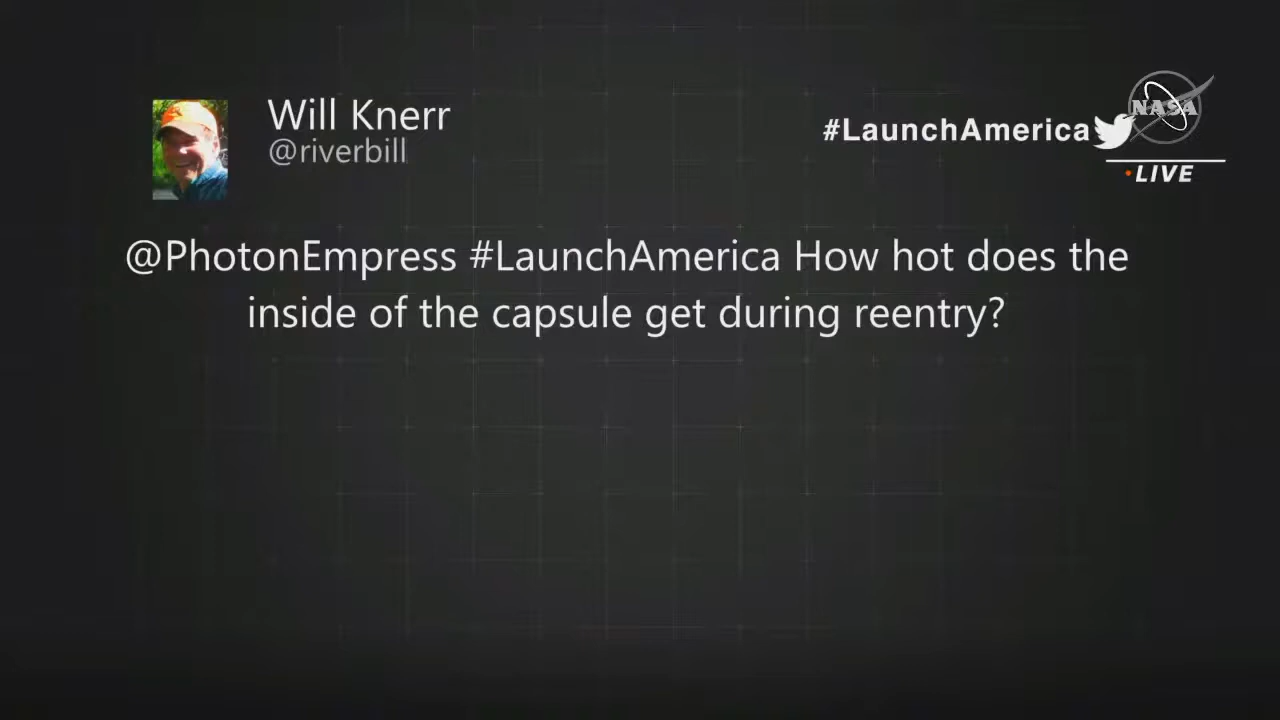 Will Knerr
@riverbill
#LaunchAmerica
NASA
LIVE
@PhotonEmpress #LaunchAmerica How hot does the
inside of the capsule get during reentry?